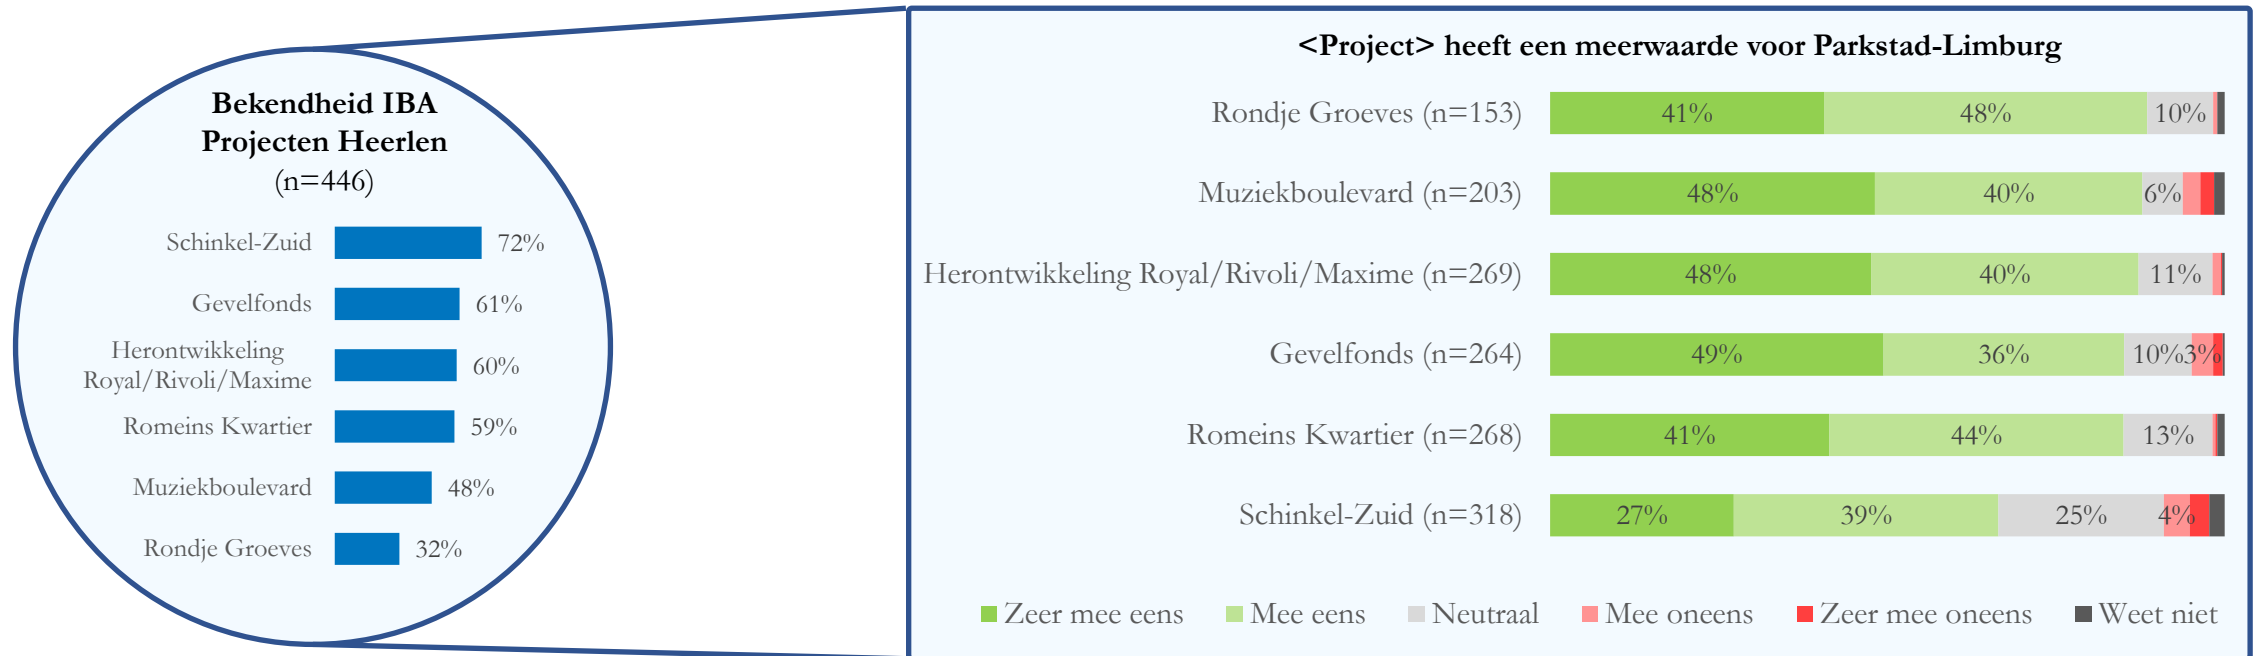 Bekendheid IBA
Projecten Heerlen
(n=446)
Schinkel-Zuid 72%
Gevelfonds 61%
Herontwikkeling
Royal/Rivoli/Maxime 60%
Romeins Kwartier 59%
Muziekboulevard 48%
Rondje Groeves 32%
<Project> heeft een meerwaarde voor Parkstad-Limburg
Rondje Groeves (n=153) 41% 48% 10%
Muziekboulevard (n=203) 48% 40% 6%
Herontwikkeling Royal/Rivoli/Maxime (n=269) 48% 40% 11%
Gevelfonds (n=264) 49% 36% 10% 3%
Romeins Kwartier (n=268) 41% 44% 13%
Schinkel-Zuid (n=318) 27% 39% 25% 4%
Zeer mee eens Mee eens Neutraal Mee oneens Zeer mee oneens Weet niet